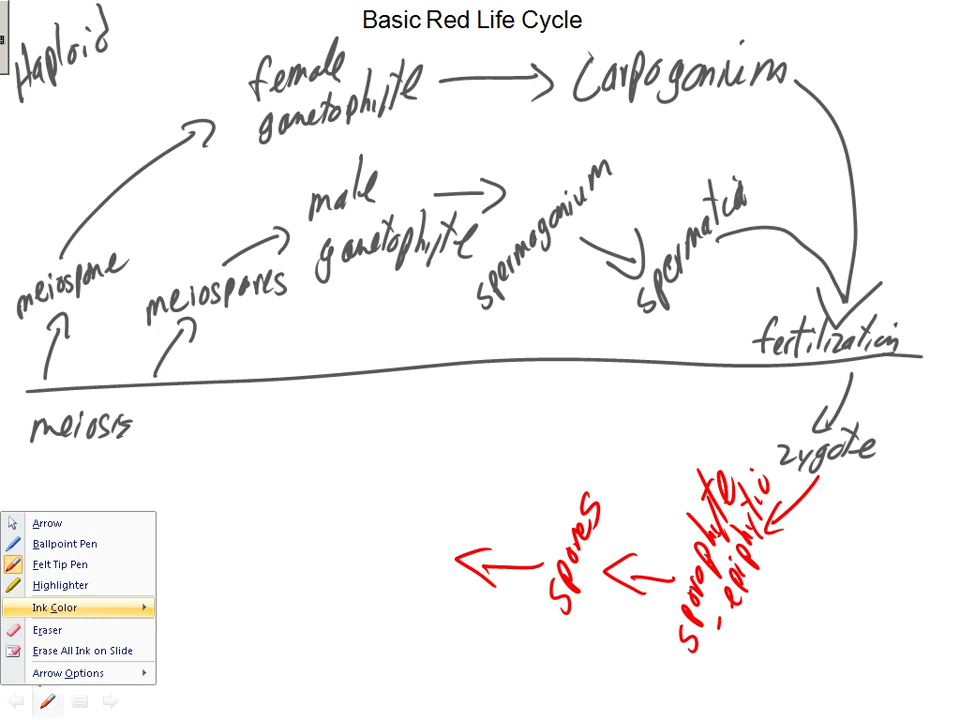 Basic Red Life Cycle
Haploid
female
gametophyte
Carpogonium
male
gametophyte
spermogonium
spermatia
meiospore
meiospores
fertilization
meiosis
zygote
sporophyte
- epiphytic
spores
Arrow
Ballpoint Pen
Felt Tip Pen
Highlighter
Ink Color
Eraser
Erase All Ink on Slide
Arrow Options